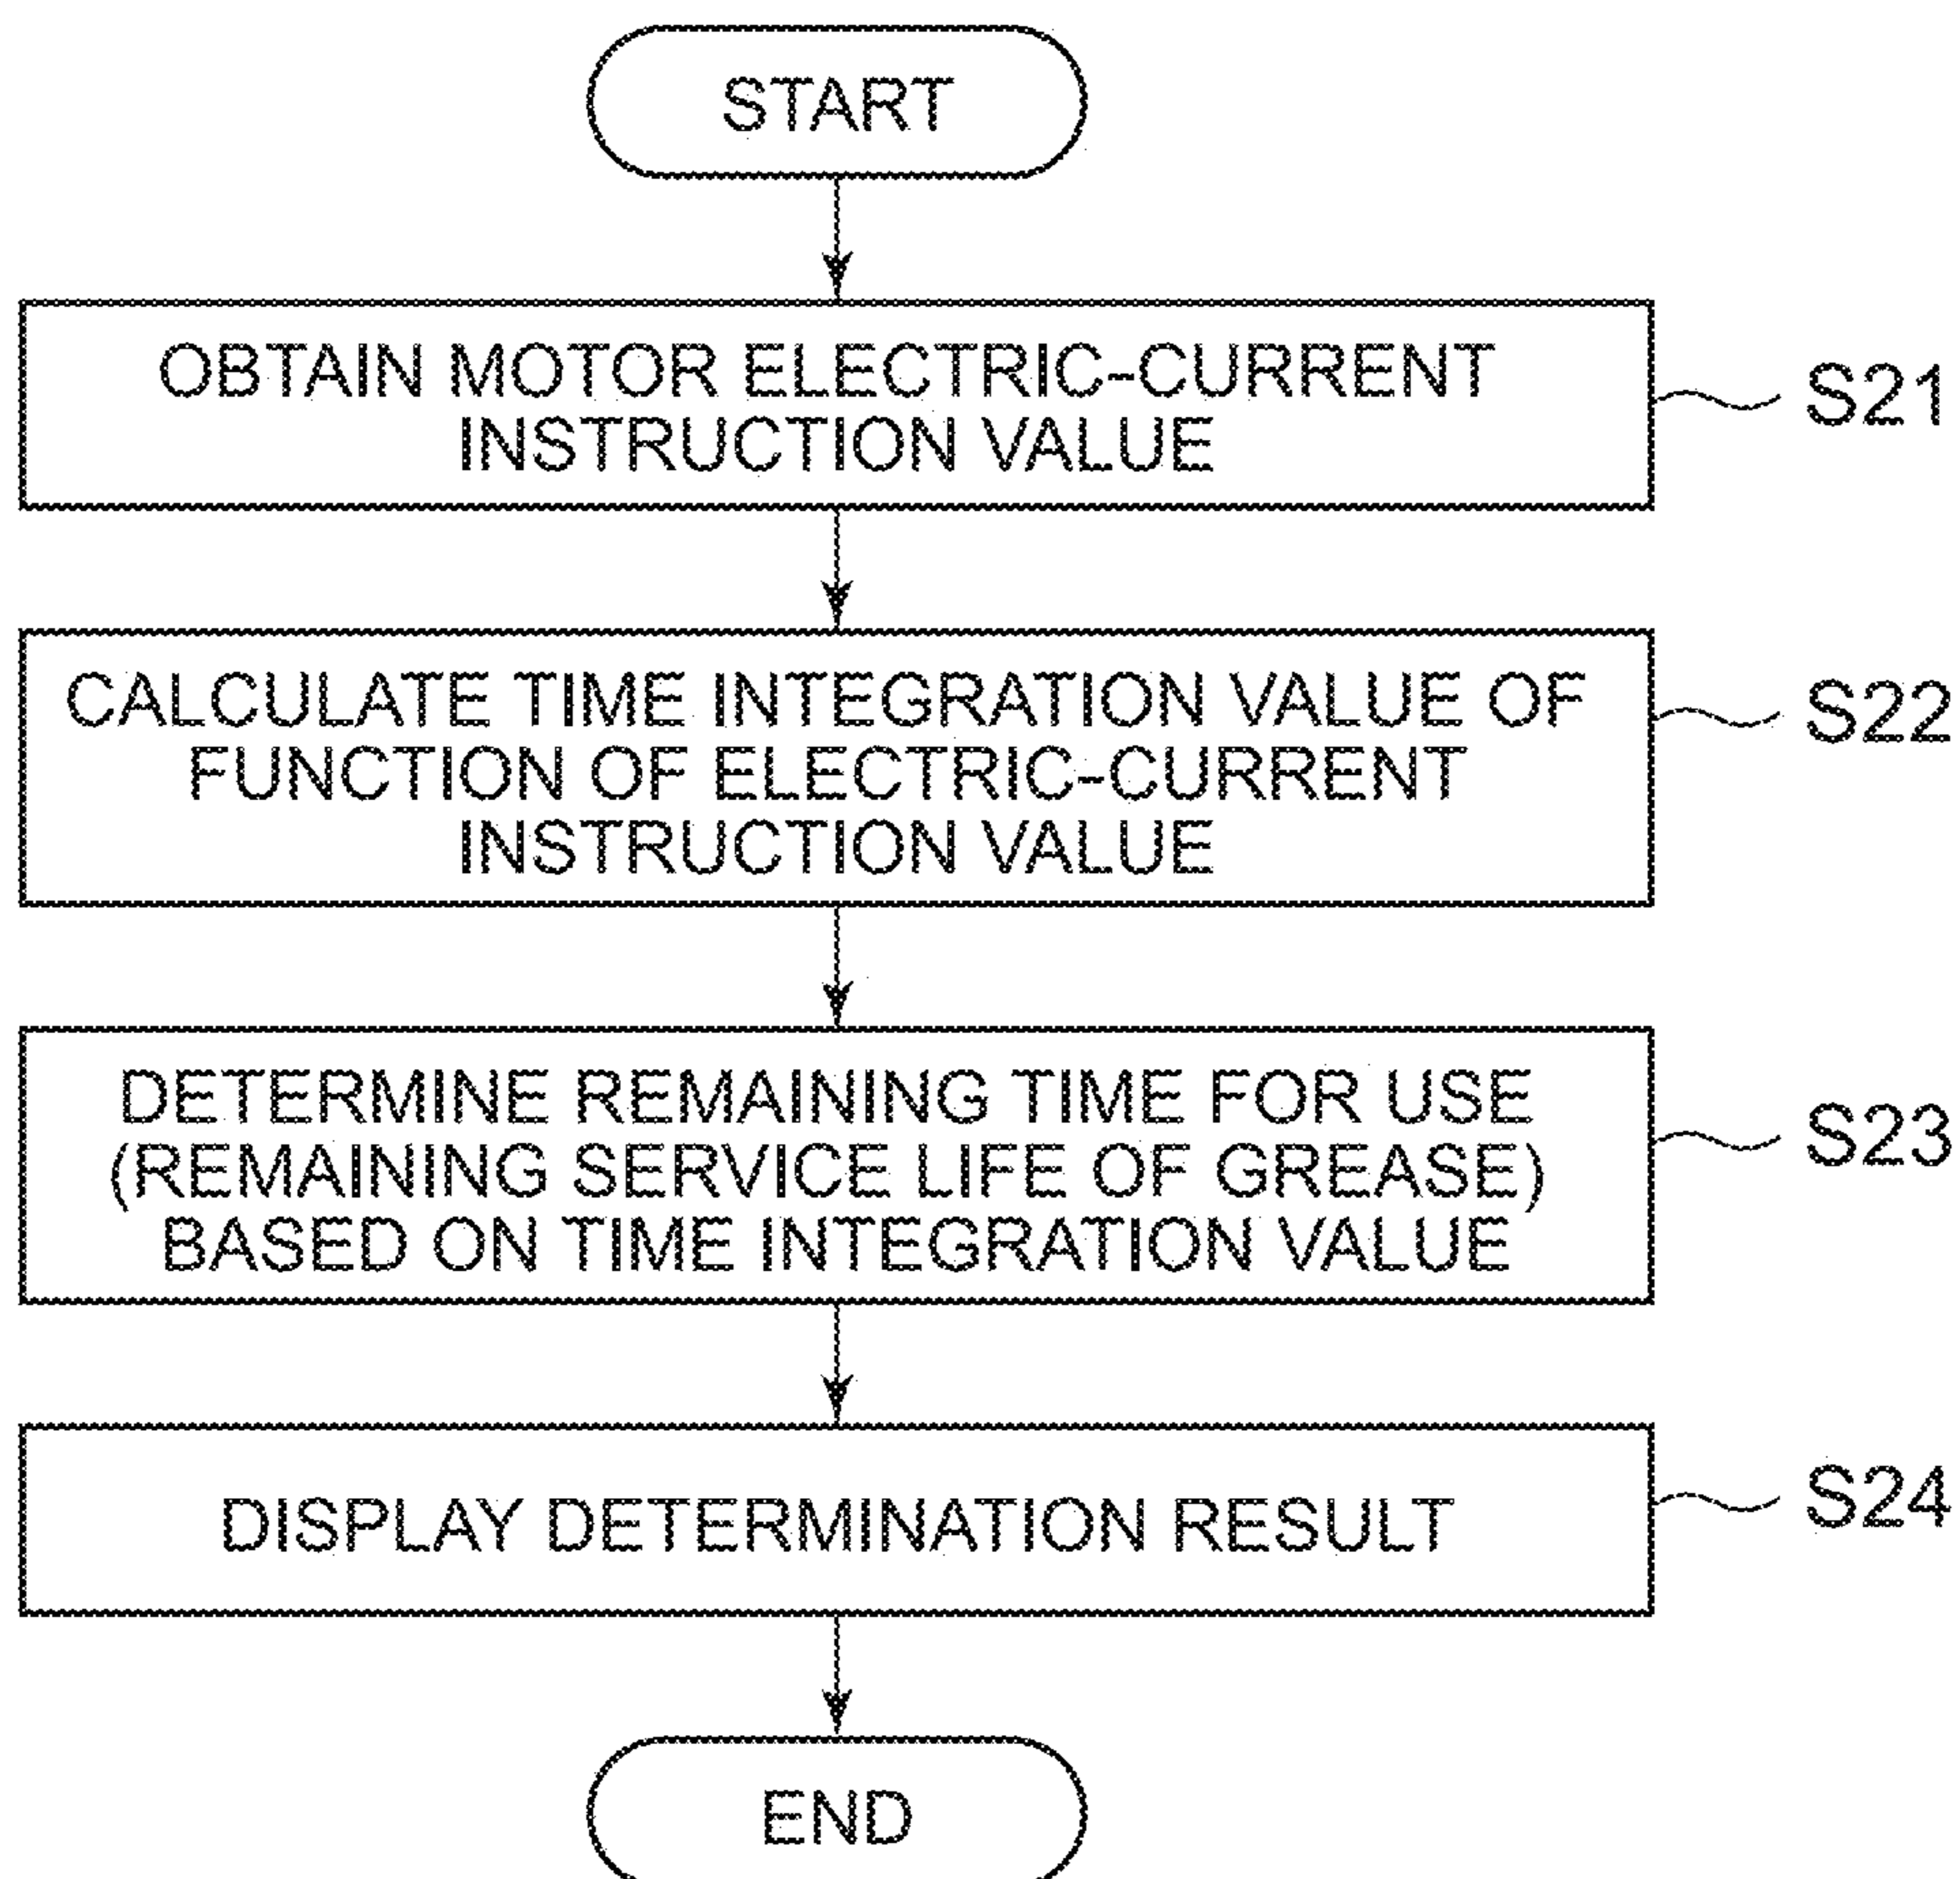 START
OBTAIN MOTOR ELECTRIC-CURRENT
INSTRUCTION VALUE
S21
CALCULATE TIME INTEGRATION VALUE OF
FUNCTION OF ELECTRIC-CURRENT
INSTRUCTION VALUE
S22
DETERMINE REMAINING TIME FOR USE
(REMAINING SERVICE LIFE OF GREASE)
BASED ON TIME INTEGRATION VALUE
S23
DISPLAY DETERMINATION RESULT
S24
END